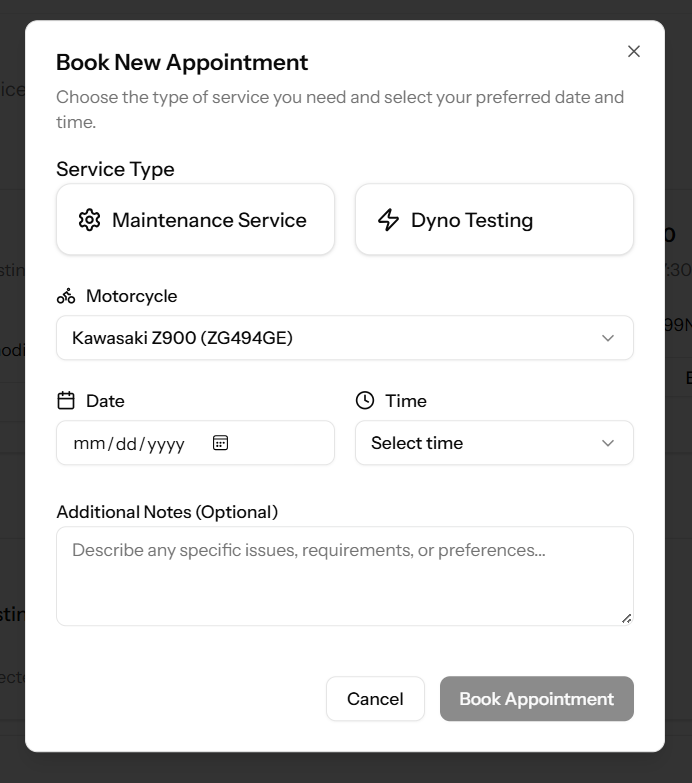 Book New Appointment
Choose the type of service you need and select your preferred date and
time.
Service Type
Maintenance Service
Dyno Testing
Motorcycle
Kawasaki Z900 (ZG494GE)
Date
Time
mm/dd/yyyy
Select time
Additional Notes (Optional)
Describe any specific issues, requirements, or preferences...
Cancel
Book Appointment